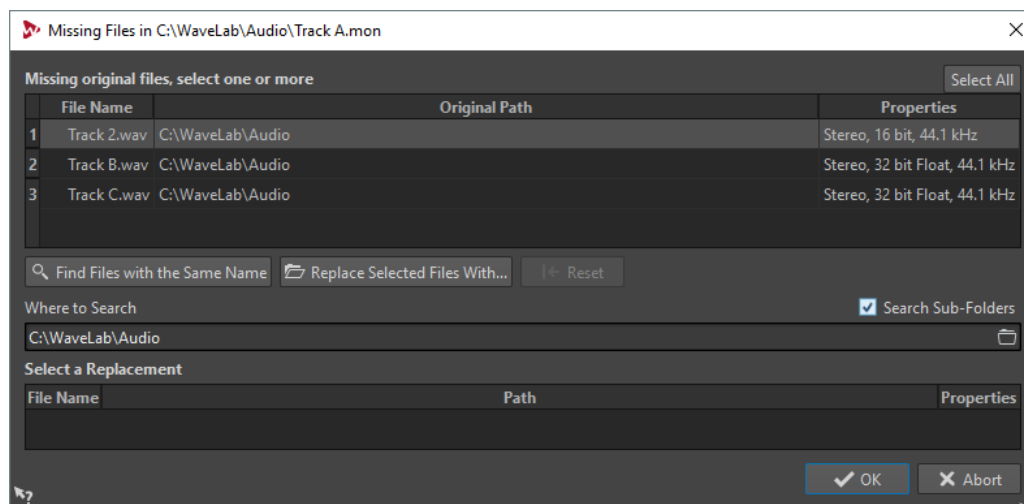 Missing Files in C:\WaveLab\Audio\Track A.mon
Missing original files, select one or more Select All
File Name Original Path Properties
1 Track 2.wav C:\WaveLab\Audio Stereo, 16 bit, 44.1 kHz
2 Track B.wav C:\WaveLab\Audio Stereo, 32 bit Float, 44.1 kHz
3 Track C.wav C:\WaveLab\Audio Stereo, 32 bit Float, 44.1 kHz
Find Files with the Same Name Replace Selected Files With... Reset
Where to Search Search Sub-Folders
C:\WaveLab\Audio
Select a Replacement
File Name Path Properties
OK Abort
?